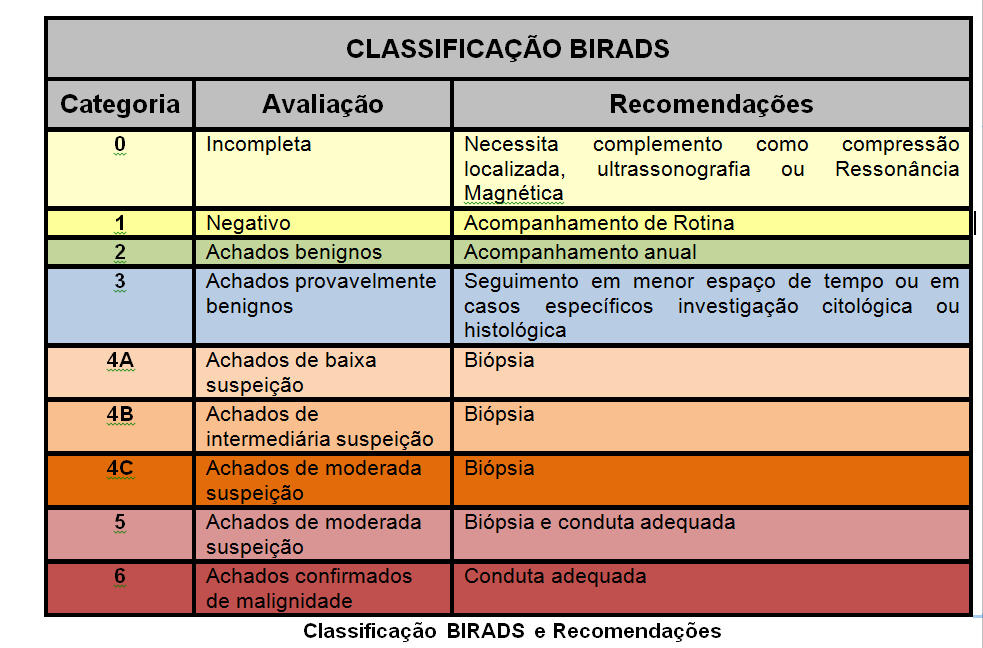 CLASSIFICAÇÃO BIRADS
Categoria Avaliação Recomendações
0 Incompleta Necessita complemento como compressão
localizada, ultrassonografia ou Ressonância
Magnética
1 Negativo Acompanhamento de Rotina
2 Achados benignos Acompanhamento anual
3 Achados provavelmente Seguimento em menor espaço de tempo ou em
benignos casos específicos investigação citológica ou
histológica
4A Achados de baixa Biópsia
suspeição
4B Achados de Biópsia
intermediária suspeição
4C Achados de moderada Biópsia
suspeição
5 Achados de moderada Biópsia e conduta adequada
suspeição
6 Achados confirmados Conduta adequada
de malignidade
Classificação BIRADS e Recomendações